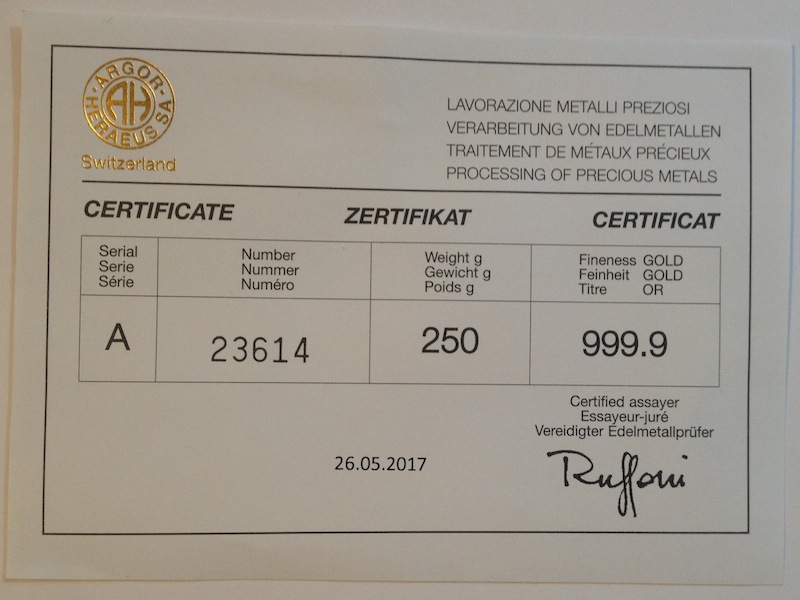 ARGOR-HERAEUS SA
AH
Switzerland
LAVORAZIONE METALLI PREZIOSI
VERARBEITUNG VON EDELMETALLEN
TRAITEMENT DE MÉTAUX PRÉCIEUX
PROCESSING OF PRECIOUS METALS
CERTIFICATE ZERTIFIKAT CERTIFICAT
Serial Number Weight g Fineness GOLD
Serie Nummer Gewicht g Feinheit GOLD
Série Numéro Poids g Titre OR
A 23614 250 999.9
Certified assayer
Essayeur-juré
Vereidigter Edelmetallprüfer
26.05.2017 Ruffoni